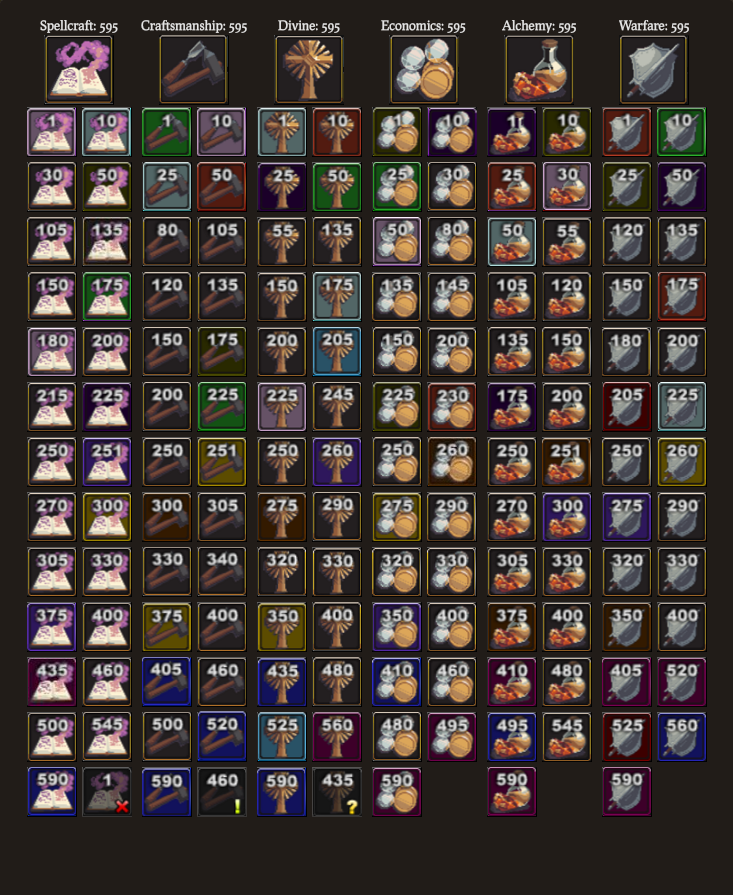 Spellcraft: 595 Craftsmanship: 595 Divine: 595 Economics: 595 Alchemy: 595 Warfare: 595
1 10 1 10 1 10 1 10 1 10 1 10
30 50 25 50 25 50 25 30 25 30 25 50
105 135 80 105 55 135 50 80 50 55 120 135
150 175 120 135 150 175 135 145 105 120 150 175
180 200 150 175 200 205 150 200 135 150 180 200
215 225 200 225 225 245 225 230 175 200 205 225
250 251 250 251 250 260 250 260 250 251 250 260
270 300 300 305 275 290 275 290 270 300 275 290
305 330 330 340 320 330 320 330 305 330 320 330
375 400 375 400 350 400 350 400 375 400 350 400
435 460 405 460 435 480 410 460 410 480 405 520
500 545 500 520 525 560 480 495 495 545 525 560
590 1 590 460 ! 590 435 ? 590 590 590